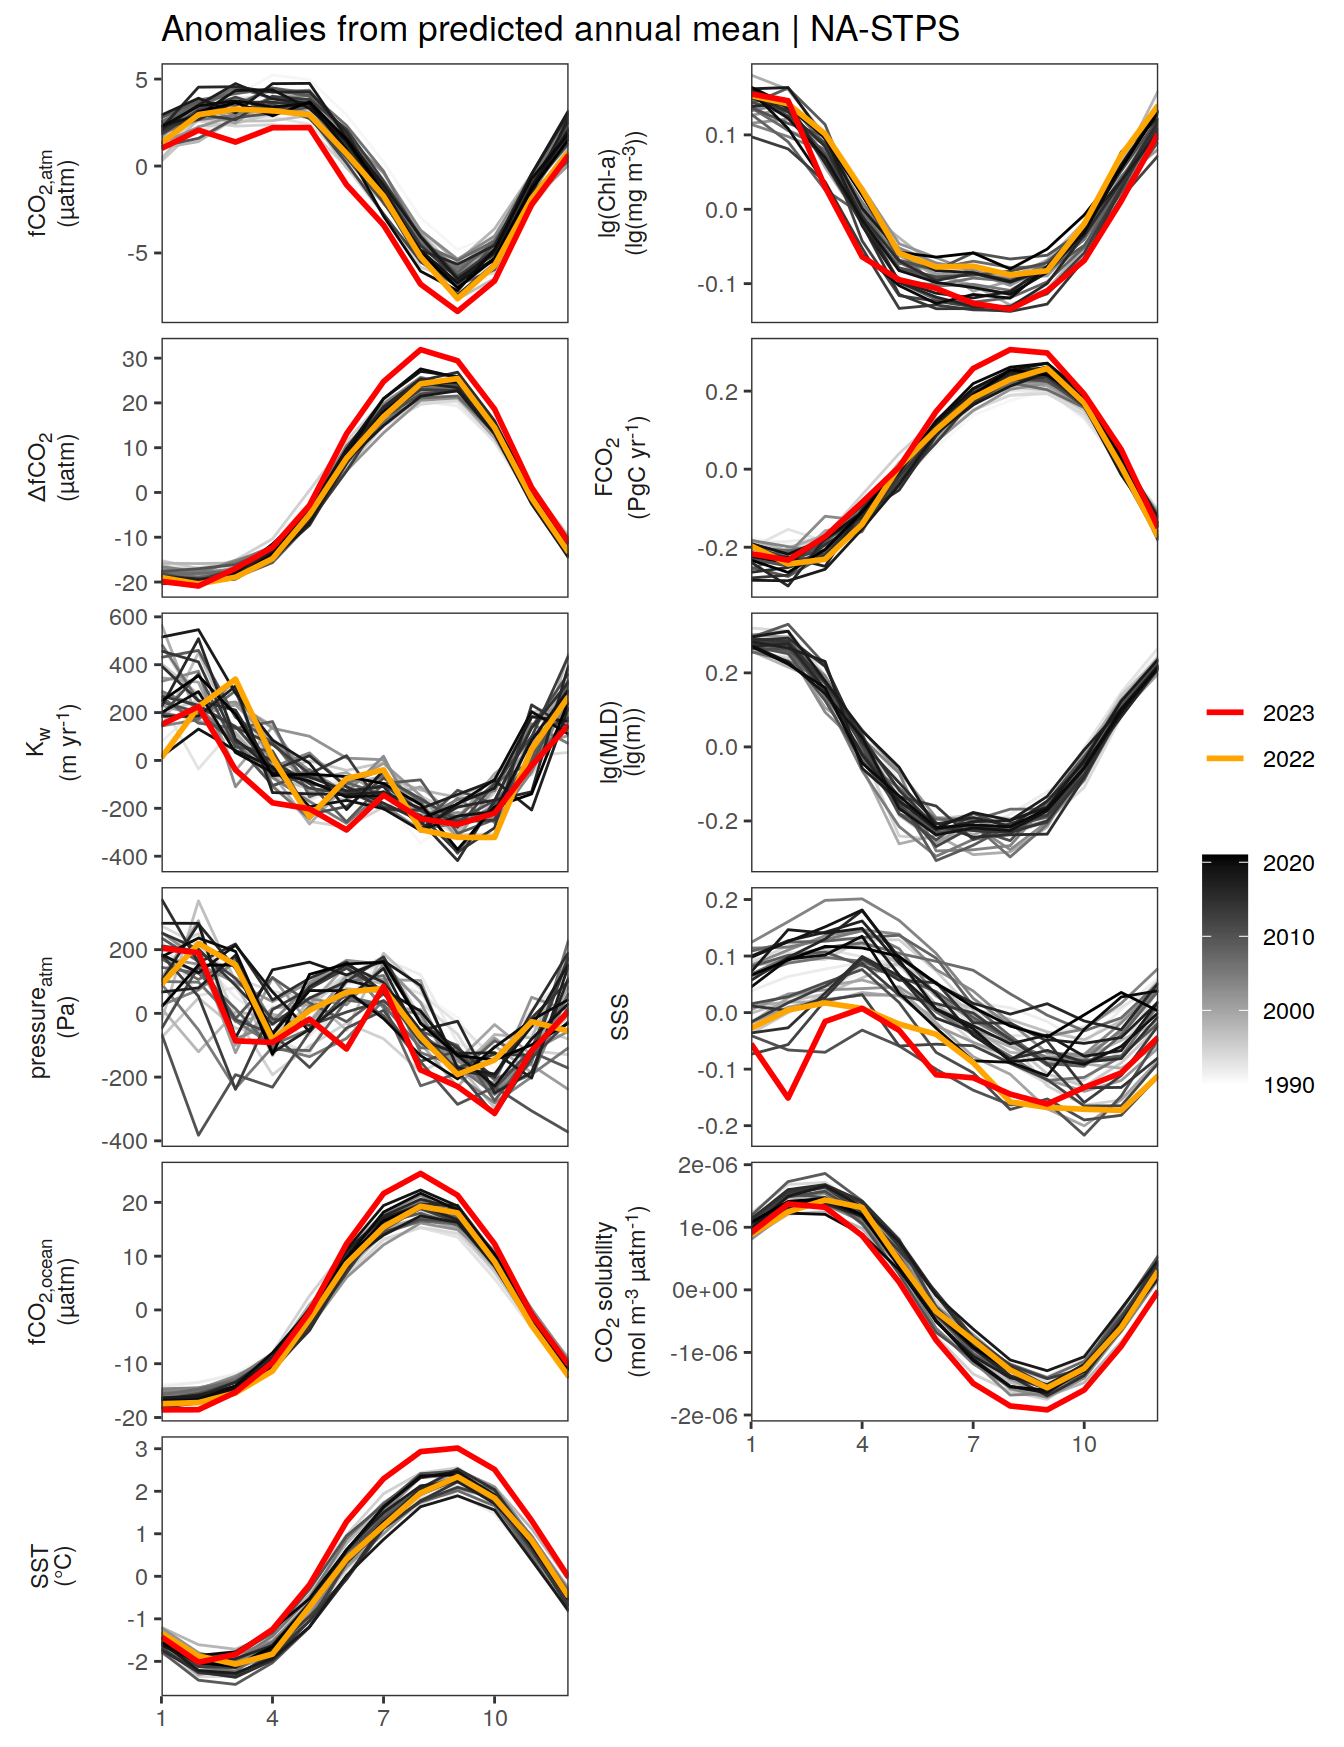 Anomalies from predicted annual mean | NA-STPS
fCO2,atm
(µatm)
5
0
-5
lg(Chl-a)
(lg(mg m-3))
0.1
0.0
-0.1
ΔfCO2
(µatm)
30
20
10
0
-10
-20
FCO2
(PgC yr-1)
0.2
0.0
-0.2
Kw
(m yr-1)
600
400
200
0
-200
-400
lg(MLD)
(lg(m))
0.2
0.0
-0.2
pressureatm
(Pa)
200
0
-200
-400
SSS
0.2
0.1
0.0
-0.1
-0.2
fCO2,ocean
(µatm)
20
10
0
-10
-20
CO2 solubility
(mol m-3 µatm-1)
2e-06
1e-06
0e+00
-1e-06
-2e-06
1 4 7 10
SST
(°C)
3
2
1
0
-1
-2
1 4 7 10
2023
2022
2020
2010
2000
1990